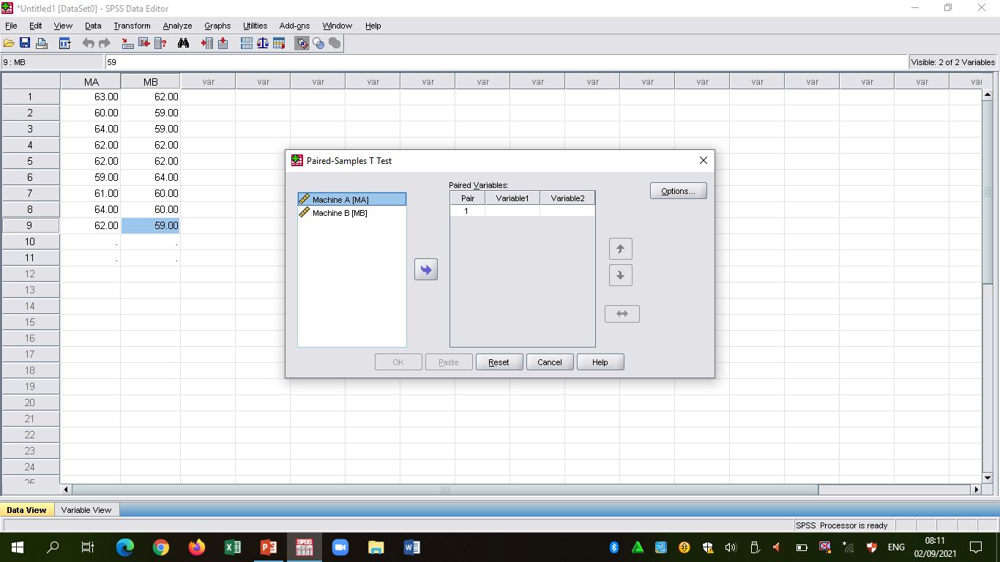 *Untitled1 [DataSet0] - SPSS Data Editor
File Edit View Data Transform Analyze Graphs Utilities Add-ons Window Help
9 : MB 59 Visible: 2 of 2 Variables
MA MB var var var var var var var var var var var var var var var
1 63.00 62.00
2 60.00 59.00
3 64.00 59.00
4 62.00 62.00
5 62.00 62.00
6 59.00 64.00
7 61.00 60.00
8 64.00 60.00
9 62.00 59.00
10 . .
11 . .
12
13
14
15
16
17
18
19
20
21
22
23
24
25
Paired-Samples T Test
Paired Variables:
Options...
Machine A [MA]
Machine B [MB]
Pair Variable1 Variable2
1
OK Paste Reset Cancel Help
Data View Variable View
SPSS Processor is ready
SPSS
ENG
08:11
02/09/2021